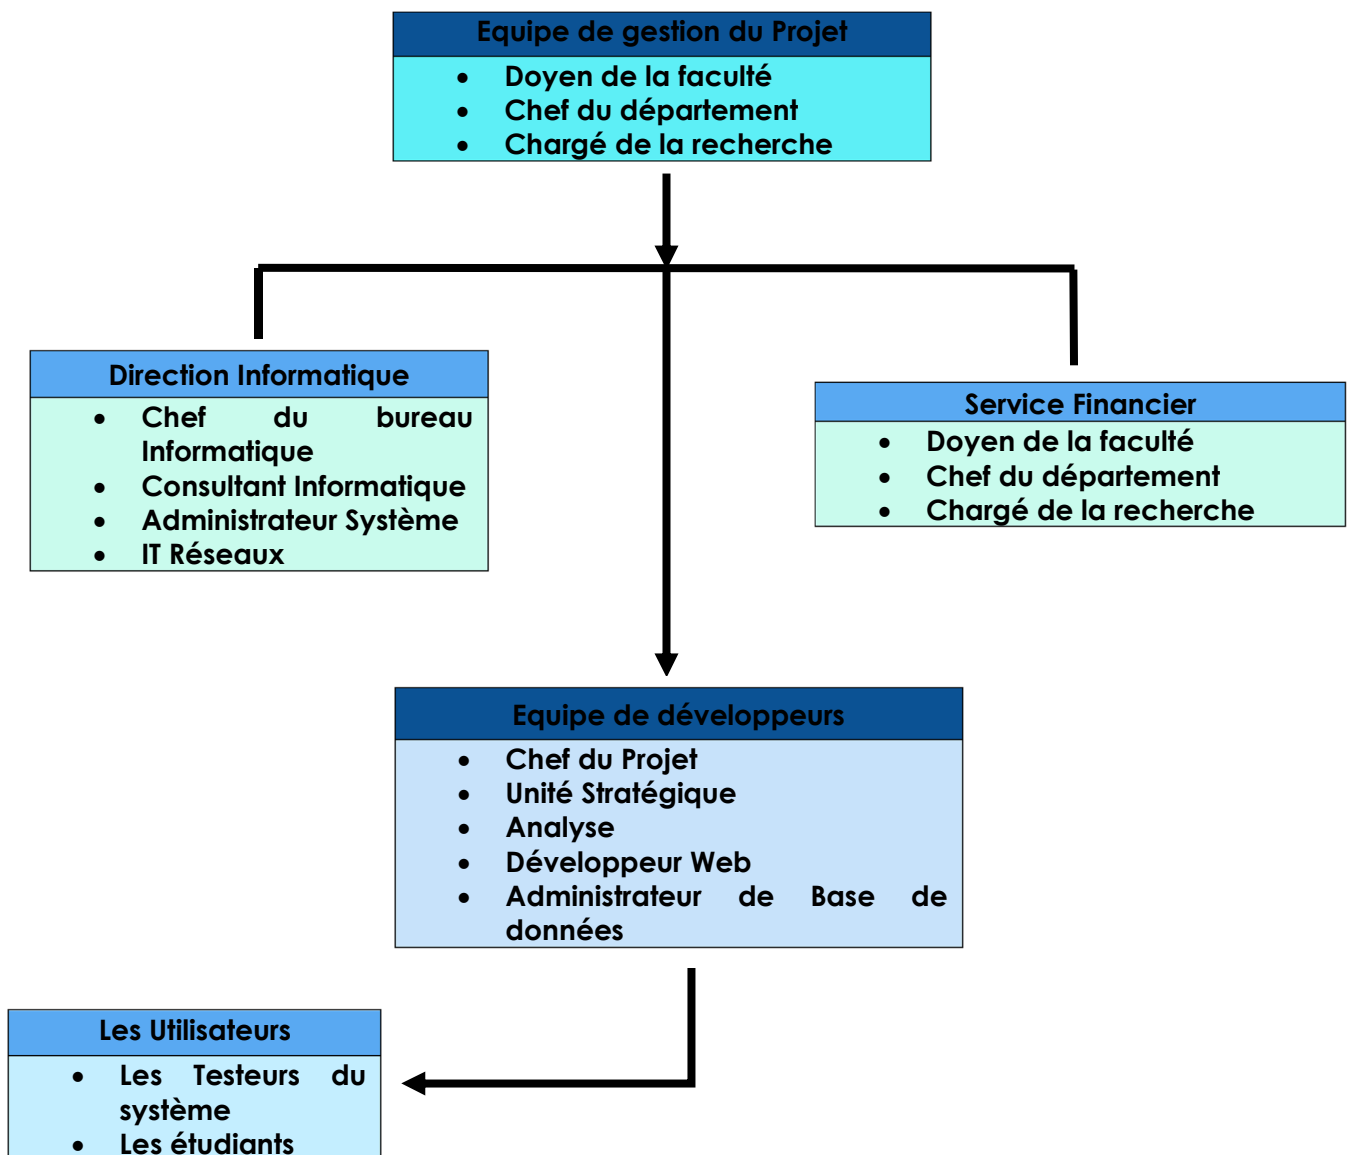 Equipe de gestion du Projet
• Doyen de la faculté
• Chef du département
• Chargé de la recherche
Direction Informatique
• Chef du bureau
Informatique
• Consultant Informatique
• Administrateur Système
• IT Réseaux
Service Financier
• Doyen de la faculté
• Chef du département
• Chargé de la recherche
Equipe de développeurs
• Chef du Projet
• Unité Stratégique
• Analyse
• Développeur Web
• Administrateur de Base de
données
Les Utilisateurs
• Les Testeurs du
système
• Les étudiants